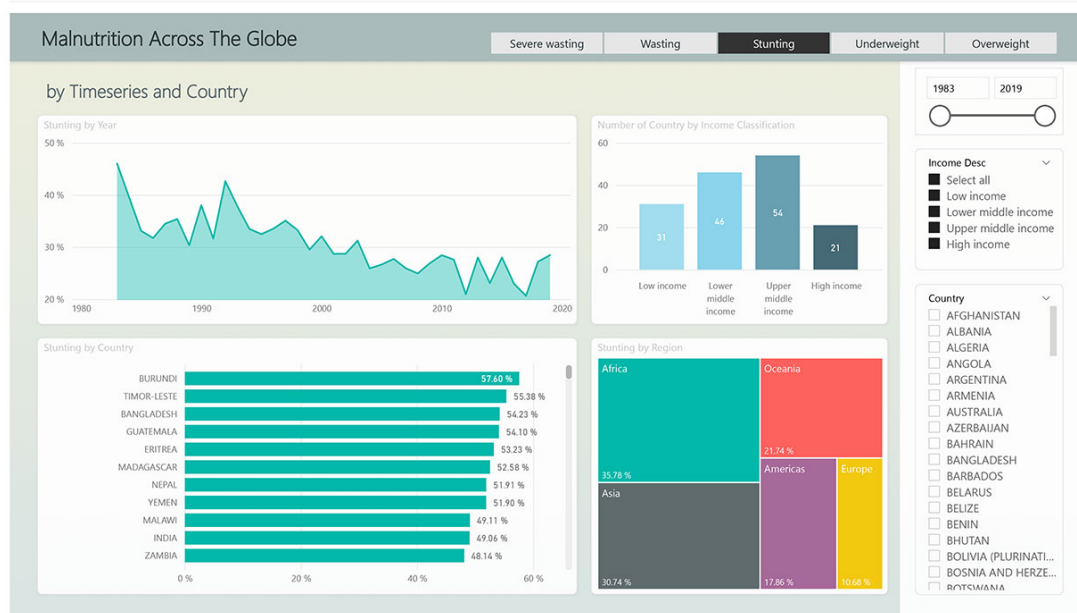 Malnutrition Across The Globe
Severe wasting
Wasting
Stunting
Underweight
Overweight
by Timeseries and Country
Stunting by Year
50 %
40 %
30 %
20 %
1980
1990
2000
2010
2020
Number of Country by Income Classification
60
40
20
0
31
46
54
21
Low income
Lower
middle
income
Upper
middle
income
High income
Stunting by Country
BURUNDI
57.60 %
TIMOR-LESTE
55.38 %
BANGLADESH
54.23 %
GUATEMALA
54.10 %
ERITREA
53.23 %
MADAGASCAR
52.58 %
NEPAL
51.91 %
YEMEN
51.90 %
MALAWI
49.11 %
INDIA
49.06 %
ZAMBIA
48.14 %
0 %
20 %
40 %
60 %
Stunting by Region
Africa
35.78 %
Oceania
21.74 %
Asia
30.74 %
Americas
17.86 %
Europe
10.68 %
1983
2019
Income Desc
Select all
Low income
Lower middle income
Upper middle income
High income
Country
AFGHANISTAN
ALBANIA
ALGERIA
ANGOLA
ARGENTINA
ARMENIA
AUSTRALIA
AZERBAIJAN
BAHRAIN
BANGLADESH
BARBADOS
BELARUS
BELIZE
BENIN
BHUTAN
BOLIVIA (PLURINATI...
BOSNIA AND HERZE...
BOTSWANA